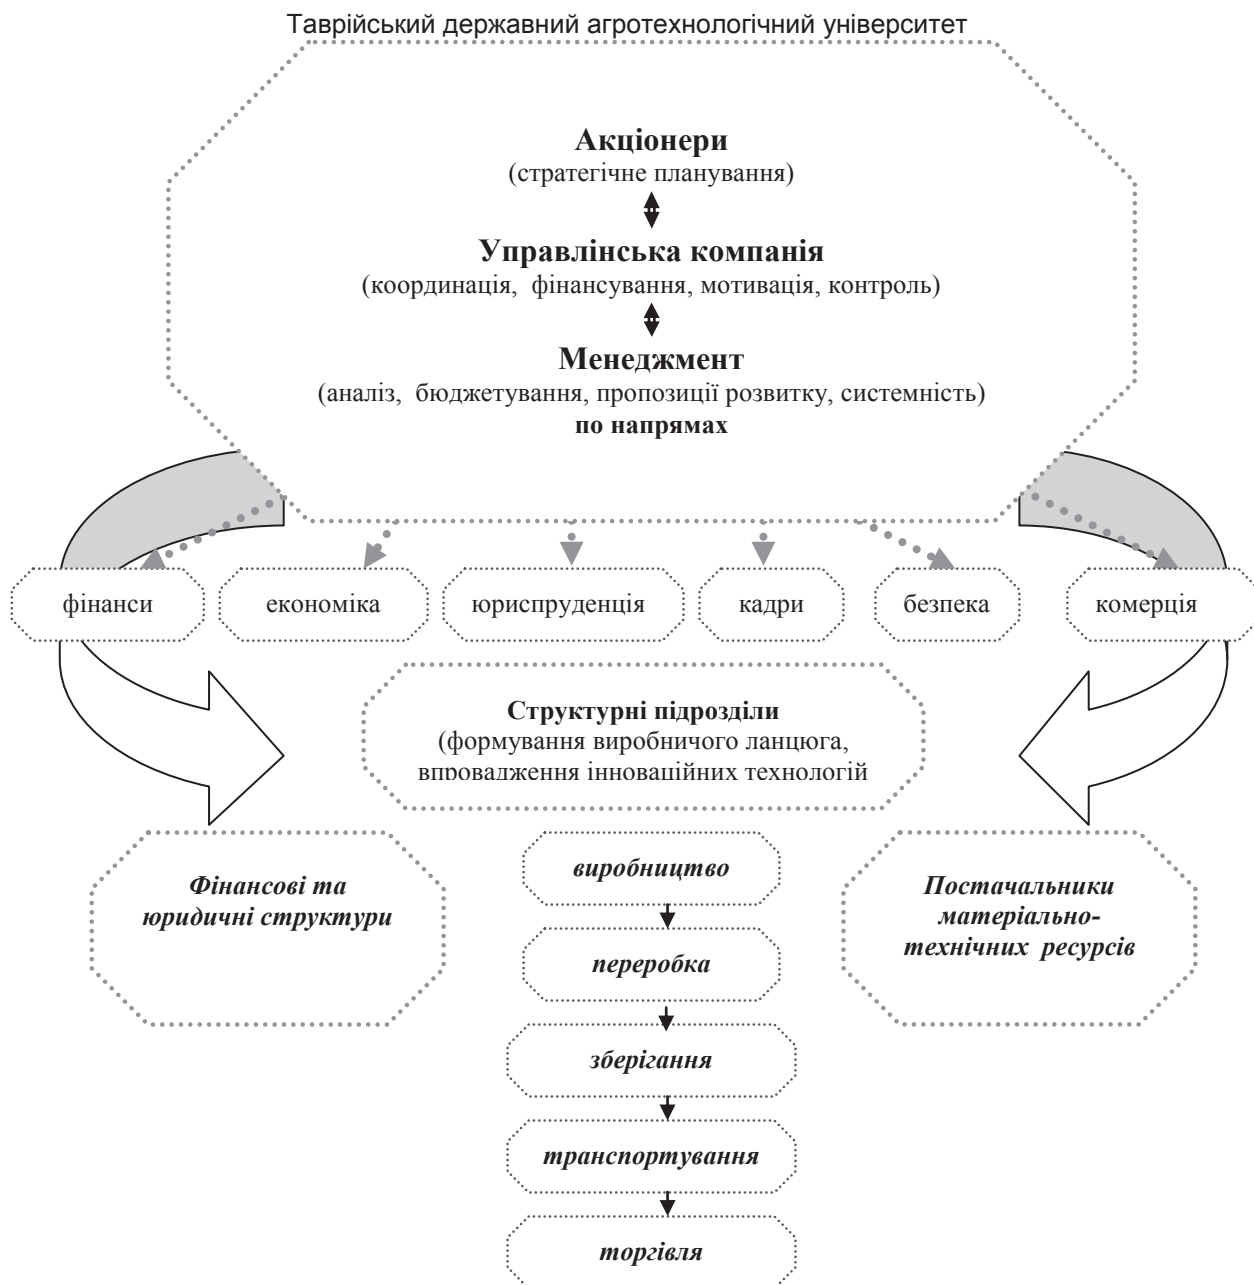 Таврійський державний агротехнологічний університет
Акціонери
(стратегічне планування)
Управлінська компанія
(координація, фінансування, мотивація, контроль)
Менеджмент
(аналіз, бюджетування, пропозиції розвитку, системність)
по напрямах
фінанси
економіка
юриспруденція
кадри
безпека
комерція
Структурні підрозділи
(формування виробничого ланцюга,
впровадження інноваційних технологій
Фінансові та
юридичні структури
виробництво
Постачальники
матеріально-
технічних ресурсів
переробка
зберігання
транспортування
торгівля